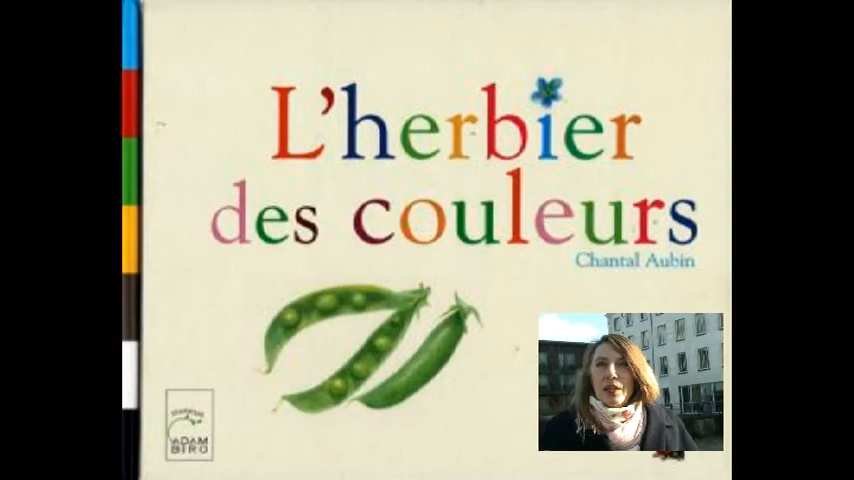 L'herbier
des couleurs
Chantal Aubin
ADAM
BIRO